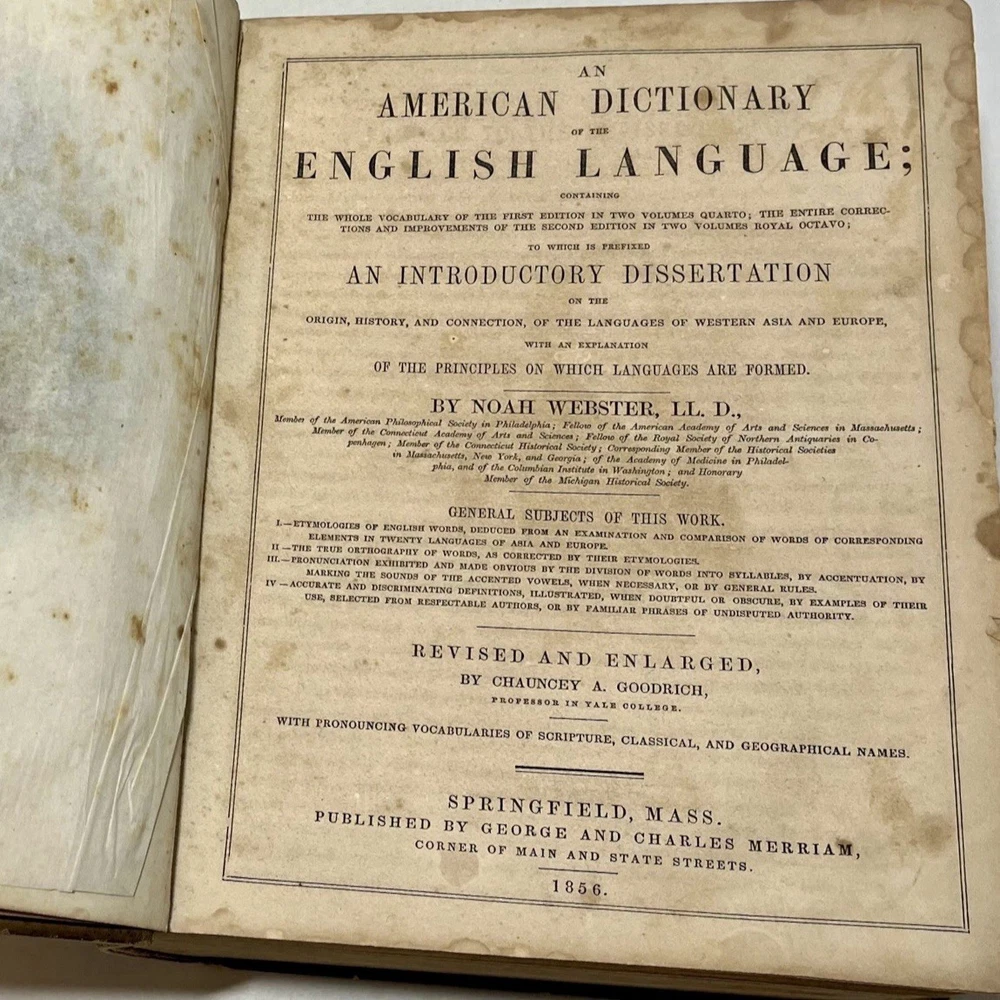 AN
AMERICAN DICTIONARY
OF THE
ENGLISH LANGUAGE;
CONTAINING
THE WHOLE VOCABULARY OF THE FIRST EDITION IN TWO VOLUMES QUARTO; THE ENTIRE CORREC-
TIONS AND IMPROVEMENTS OF THE SECOND EDITION IN TWO VOLUMES ROYAL OCTAVO;
TO WHICH IS PREFIXED
AN INTRODUCTORY DISSERTATION
ON THE
ORIGIN, HISTORY, AND CONNECTION, OF THE LANGUAGES OF WESTERN ASIA AND EUROPE,
WITH AN EXPLANATION
OF THE PRINCIPLES ON WHICH LANGUAGES ARE FORMED.
BY NOAH WEBSTER, LL. D.,
Member of the American Philosophical Society in Philadelphia; Fellow of the American Academy of Arts and Sciences in Massachusetts;
Member of the Connecticut Academy of Arts and Sciences; Fellow of the Royal Society of Northern Antiquaries in Co-
penhagen; Member of the Connecticut Historical Society; Corresponding Member of the Historical Societies
in Massachusetts, New York, and Georgia; of the Academy of Medicine in Philadel-
phia, and of the Columbian Institute in Washington; and Honorary
Member of the Michigan Historical Society.
GENERAL SUBJECTS OF THIS WORK.
I.—ETYMOLOGIES OF ENGLISH WORDS, DEDUCED FROM AN EXAMINATION AND COMPARISON OF WORDS OF CORRESPONDING
ELEMENTS IN TWENTY LANGUAGES OF ASIA AND EUROPE.
II—THE TRUE ORTHOGRAPHY OF WORDS, AS CORRECTED BY THEIR ETYMOLOGIES.
III.—PRONUNCIATION EXHIBITED AND MADE OBVIOUS BY THE DIVISION OF WORDS INTO SYLLABLES, BY ACCENTUATION, BY
MARKING THE SOUNDS OF THE ACCENTED VOWELS, WHEN NECESSARY, OR BY GENERAL RULES.
IV—ACCURATE AND DISCRIMINATING DEFINITIONS, ILLUSTRATED, WHEN DOUBTFUL OR OBSCURE, BY EXAMPLES OF THEIR
USE, SELECTED FROM RESPECTABLE AUTHORS, OR BY FAMILIAR PHRASES OF UNDISPUTED AUTHORITY.
REVISED AND ENLARGED,
BY CHAUNCEY A. GOODRICH,
PROFESSOR IN YALE COLLEGE.
WITH PRONOUNCING VOCABULARIES OF SCRIPTURE, CLASSICAL, AND GEOGRAPHICAL NAMES.
SPRINGFIELD, MASS.
PUBLISHED BY GEORGE AND CHARLES MERRIAM,
CORNER OF MAIN AND STATE STREETS.
1856.